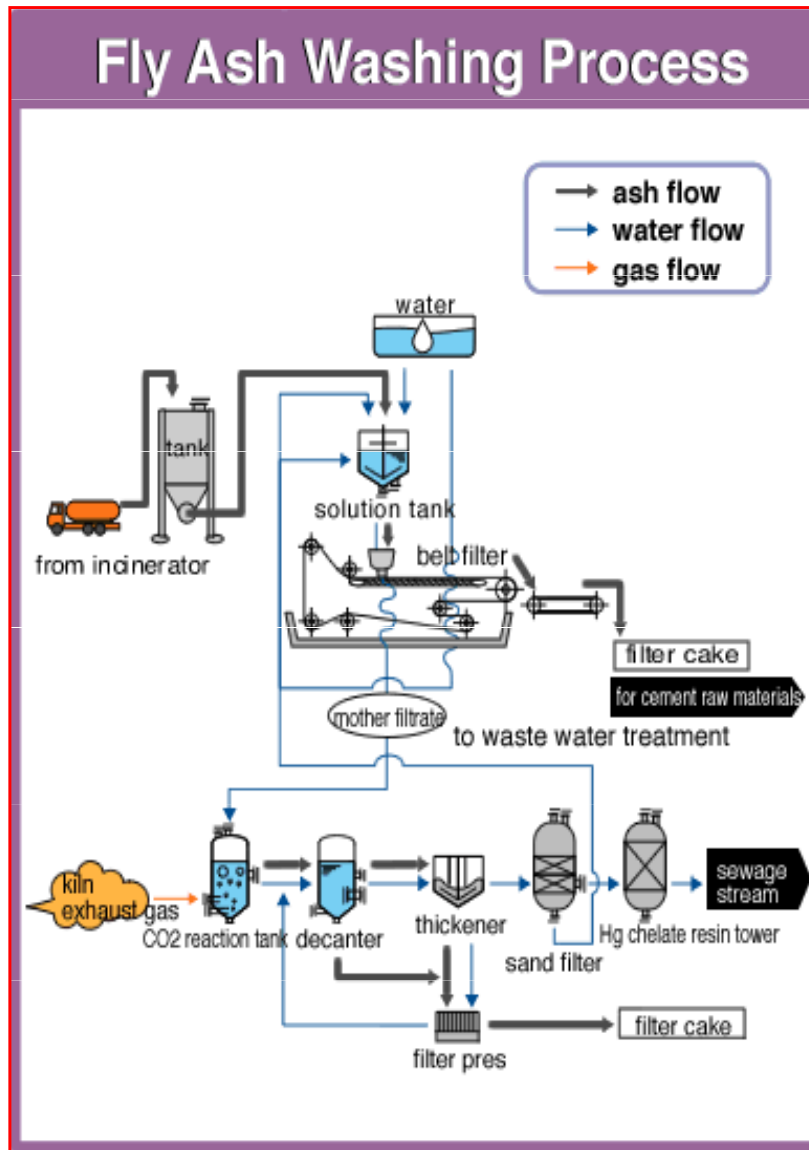 Fly Ash Washing Process
ash flow
water flow
gas flow
water
tank
solution tank
from incinerator
belt filter
filter cake
for cement raw materials
mother filtrate
to waste water treatment
kiln
exhaust gas
CO2 reaction tank
decanter
thickener
sand filter
Hg chelate resin tower
sewage
stream
filter pres
filter cake